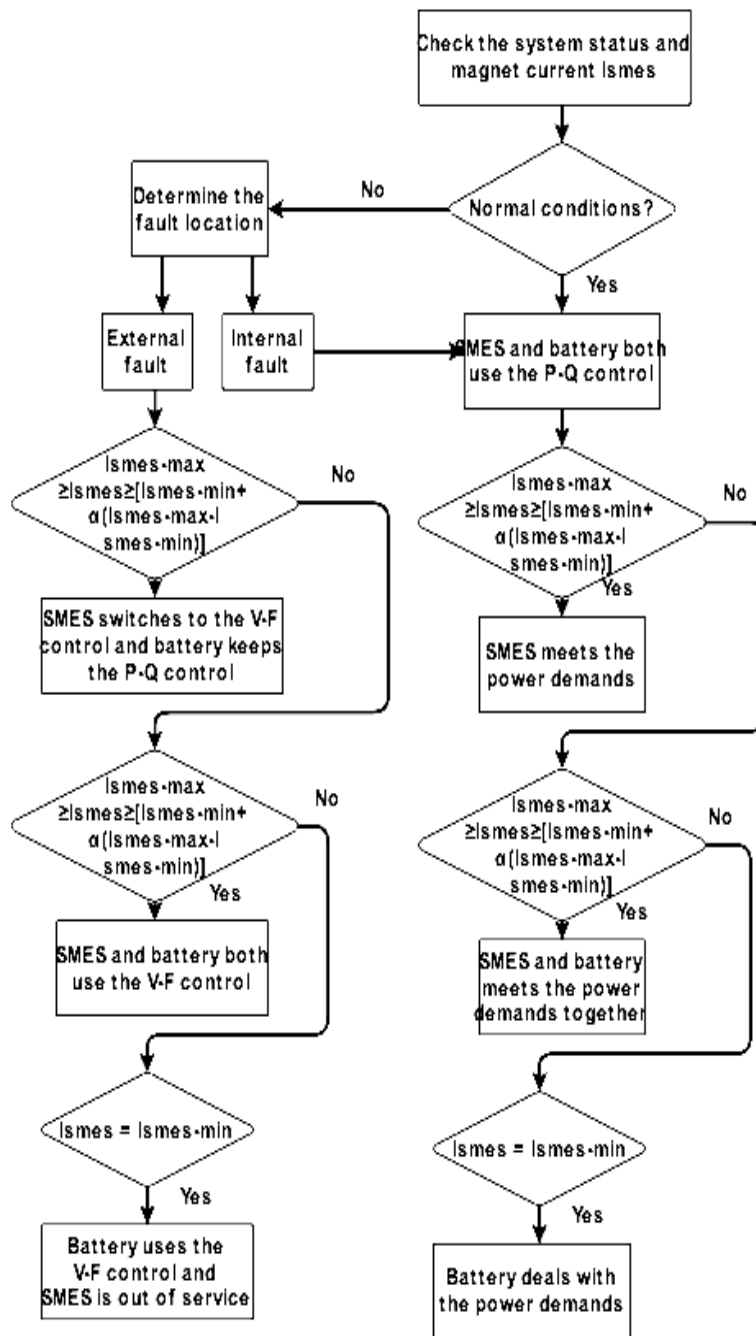 Check the system status and
magnet current Ismes
Normal conditions?
No
Yes
Determine the
fault location
External
fault
Internal
fault
SMES and battery both
use the P-Q control
Ismes-max
≥Ismes≥[Ismes-min+
α(Ismes-max-I
smes-min)]
No
SMES switches to the V-F
control and battery keeps
the P-Q control
Ismes-max
≥Ismes≥[Ismes-min+
α(Ismes-max-I
smes-min)]
No
Yes
SMES and battery both
use the V-F control
Ismes = Ismes-min
Yes
Battery uses the
V-F control and
SMES is out of service
Ismes-max
≥Ismes≥[Ismes-min+
α(Ismes-max-I
smes-min)]
No
Yes
SMES meets the
power demands
Ismes-max
≥Ismes≥[Ismes-min+
α(Ismes-max-I
smes-min)]
No
Yes
SMES and battery
meets the power
demands together
Ismes = Ismes-min
Yes
Battery deals with
the power demands